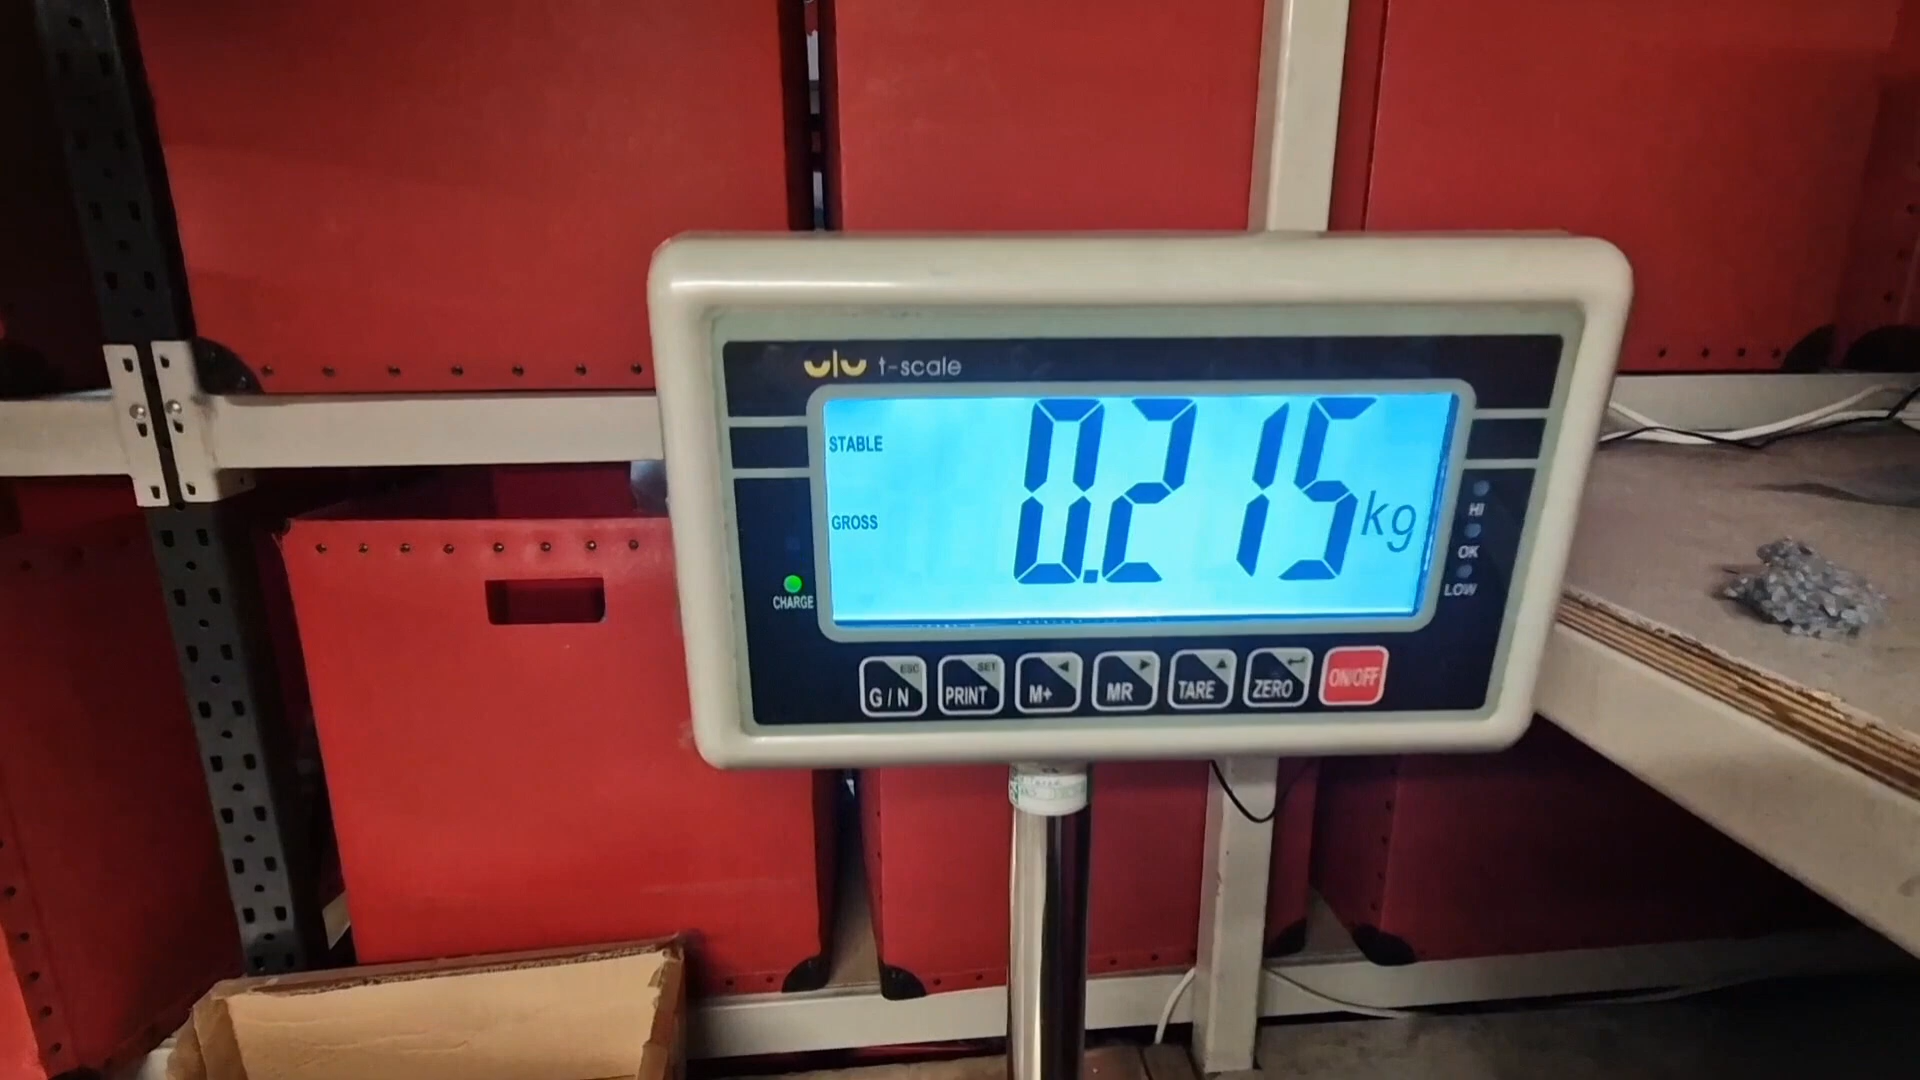 t-scale
STABLE
0.215 kg
GROSS
HI
OK
LOW
CHARGE
ESC
G / N
SET
PRINT
M+
MR
TARE
ZERO
ON/OFF